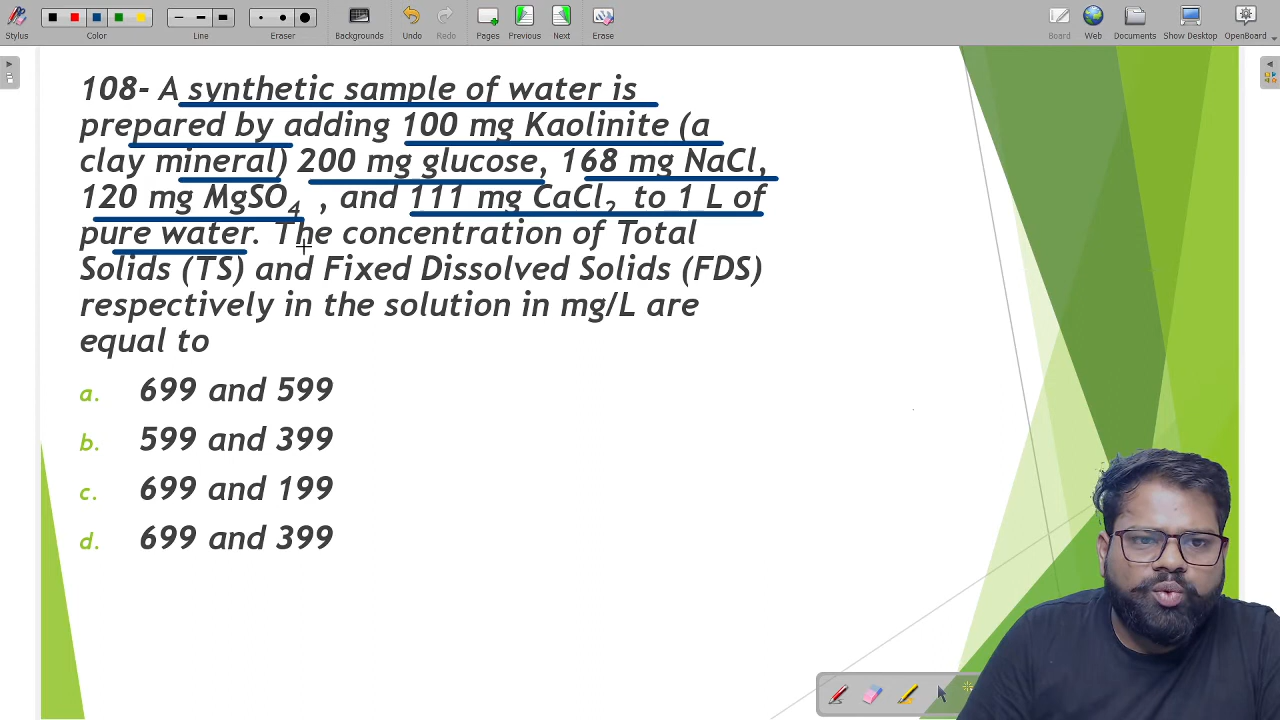 Stylus
Color
Line
Eraser
Backgrounds
Undo
Redo
Pages
Previous
Next
Erase
Board
Web
Documents
Show Desktop
OpenBoard
108- A synthetic sample of water is
prepared by adding 100 mg Kaolinite (a
clay mineral) 200 mg glucose, 168 mg NaCl,
120 mg MgSO4 , and 111 mg CaCl2 to 1 L of
pure water. The concentration of Total
Solids (TS) and Fixed Dissolved Solids (FDS)
respectively in the solution in mg/L are
equal to
a. 699 and 599
b. 599 and 399
c. 699 and 199
d. 699 and 399